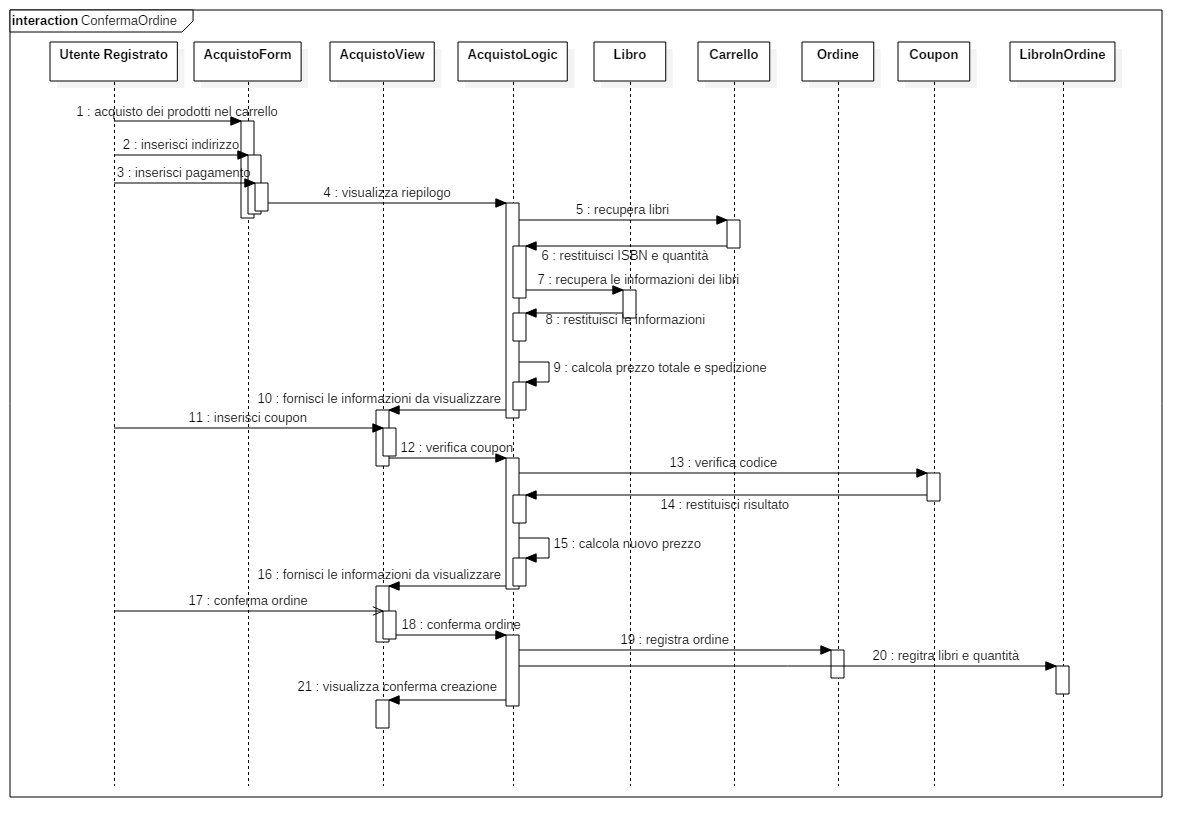 interaction ConfermaOrdine
Utente Registrato
AcquistoForm
AcquistoView
AcquistoLogic
Libro
Carrello
Ordine
Coupon
LibroInOrdine
1 : acquisto dei prodotti nel carrello
2 : inserisci indirizzo
3 : inserisci pagamento
4 : visualizza riepilogo
5 : recupera libri
6 : restituisci ISBN e quantità
7 : recupera le informazioni dei libri
8 : restituisci le informazioni
9 : calcola prezzo totale e spedizione
10 : fornisci le informazioni da visualizzare
11 : inserisci coupon
12 : verifica coupon
13 : verifica codice
14 : restituisci risultato
15 : calcola nuovo prezzo
16 : fornisci le informazioni da visualizzare
17 : conferma ordine
18 : conferma ordine
19 : registra ordine
20 : regitra libri e quantità
21 : visualizza conferma creazione